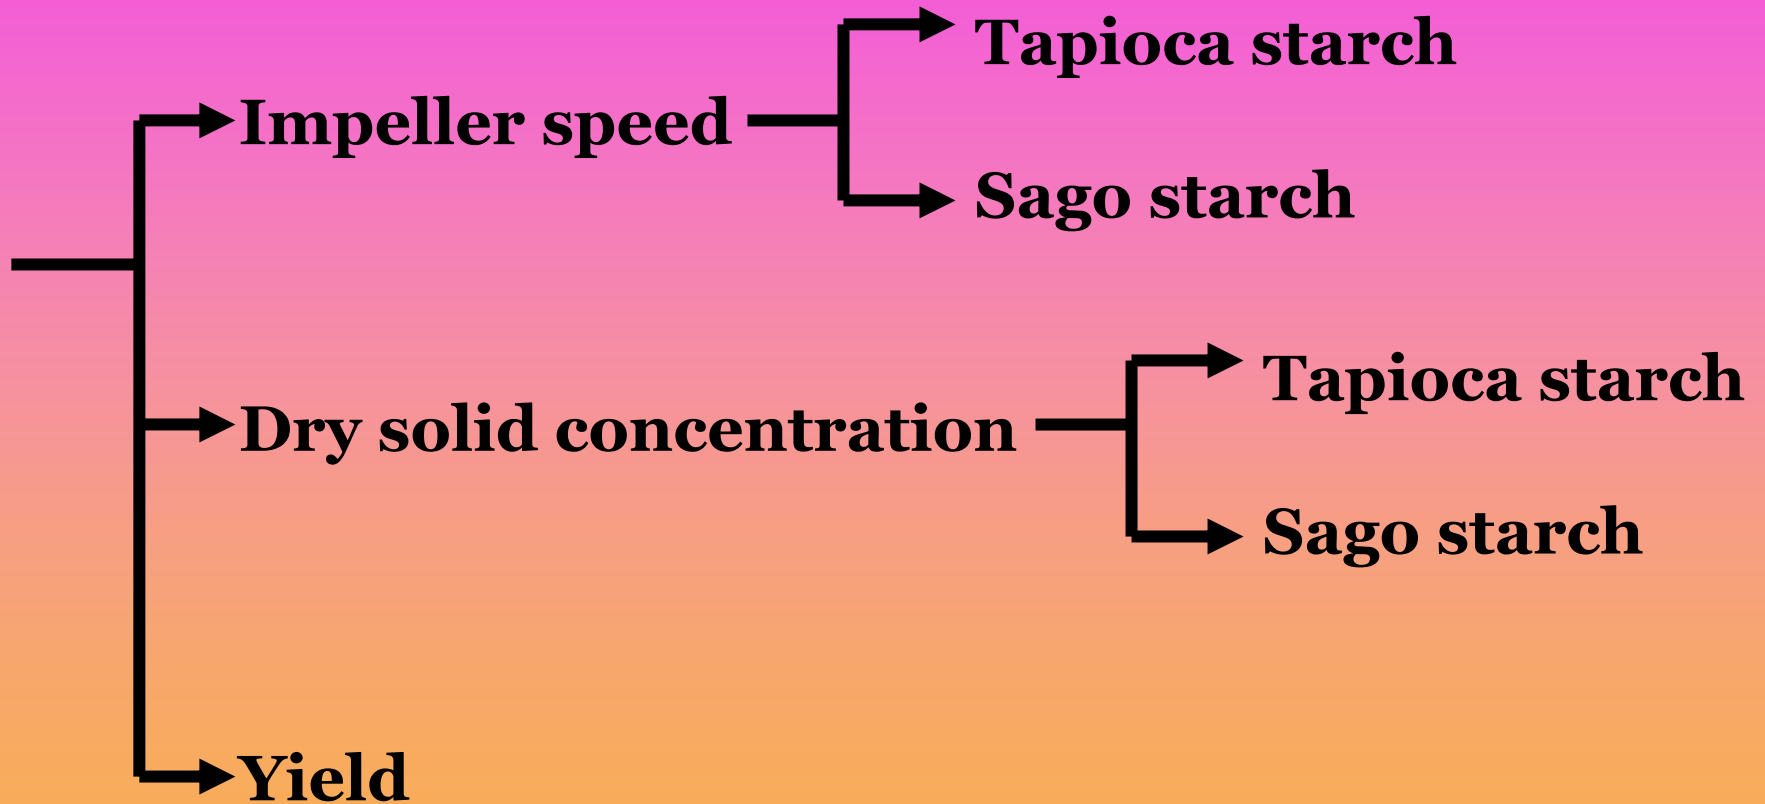 Tapioca starch
Impeller speed
Sago starch
Tapioca starch
Dry solid concentration
Sago starch
Yield